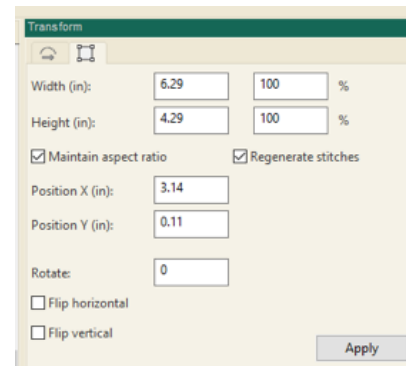 Transform
Width (in): 6.29 100 %
Height (in): 4.29 100 %
Maintain aspect ratio Regenerate stitches
Position X (in): 3.14
Position Y (in): 0.11
Rotate: 0
Flip horizontal
Flip vertical
Apply